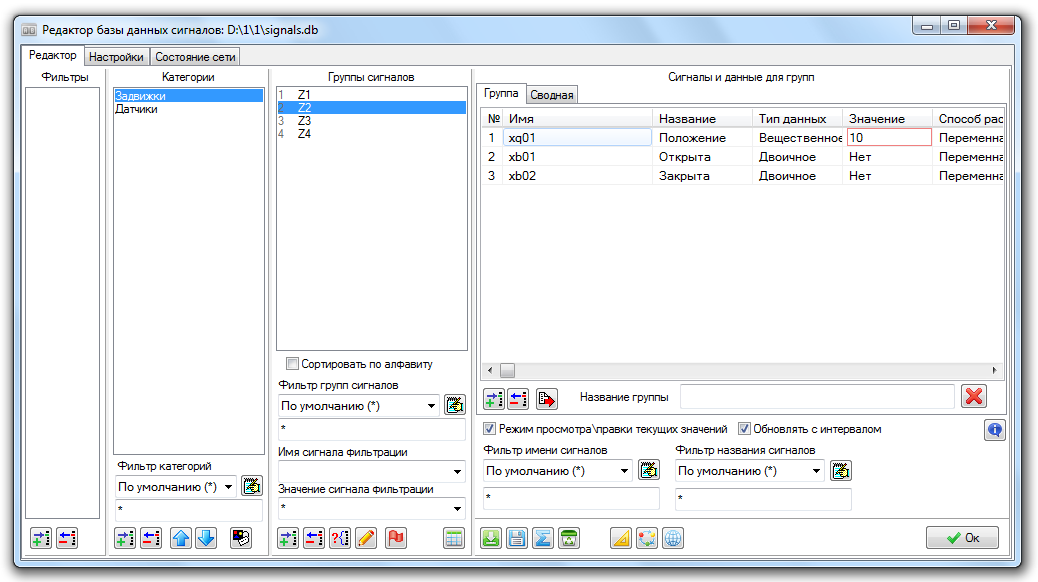 Редактор базы данных сигналов: D:\1\1\signals.db
Редактор Настройки Состояние сети
Фильтры
Категории
Задвижки
Датчики
Фильтр категорий
По умолчанию (*)
*
Группы сигналов
1 Z1
2 Z2
3 Z3
4 Z4
Сортировать по алфавиту
Фильтр групп сигналов
По умолчанию (*)
*
Имя сигнала фильтрации
Значение сигнала фильтрации
*
Сигналы и данные для групп
Группа Сводная
№ Имя Название Тип данных Значение Способ рас
1 xq01 Положение Вещественное 10 Переменна
2 xb01 Открыта Двоичное Нет Переменна
3 xb02 Закрыта Двоичное Нет Переменна
Название группы
Режим просмотра\правки текущих значений Обновлять с интервалом
Фильтр имени сигналов
По умолчанию (*)
*
Фильтр названия сигналов
По умолчанию (*)
*
Ок